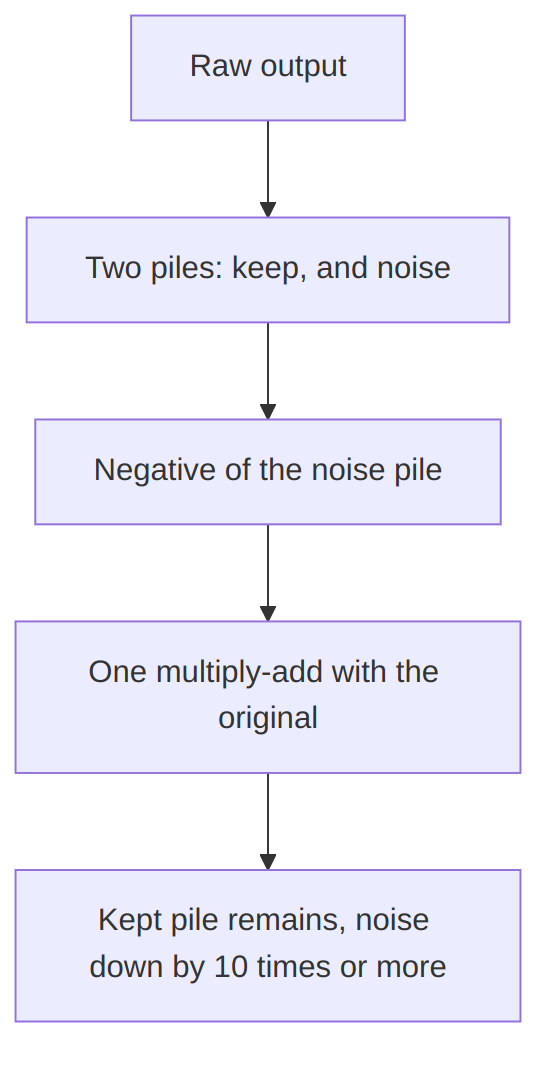 Raw output
Two piles: keep, and noise
Negative of the noise pile
One multiply-add with the
original
Kept pile remains, noise
down by 10 times or more